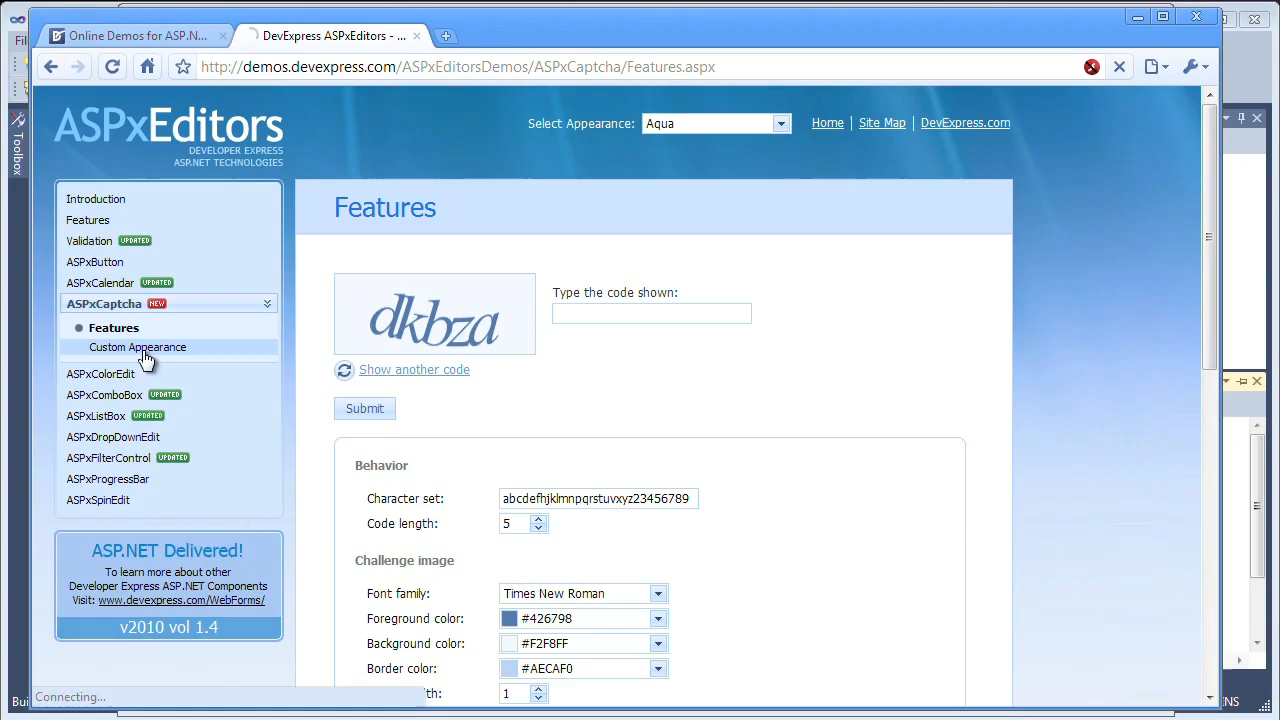 Online Demos for ASP.N...
DevExpress ASPxEditors - ...
http://demos.devexpress.com/ASPxEditorsDemos/ASPxCaptcha/Features.aspx
Toolbox
ASPxEditors
DEVELOPER EXPRESS
ASP.NET TECHNOLOGIES
Select Appearance:
Aqua
Home
Site Map
DevExpress.com
Introduction
Features
Validation UPDATED
ASPxButton
ASPxCalendar UPDATED
ASPxCaptcha NEW
Features
Custom Appearance
ASPxColorEdit
ASPxComboBox UPDATED
ASPxListBox UPDATED
ASPxDropDownEdit
ASPxFilterControl UPDATED
ASPxProgressBar
ASPxSpinEdit
ASP.NET Delivered!
To learn more about other
Developer Express ASP.NET Components
Visit: www.devexpress.com/WebForms/
v2010 vol 1.4
Features
dkbza
Type the code shown:
Show another code
Submit
Behavior
Character set: abcdefhjklmnpqrstuvxyz23456789
Code length: 5
Challenge image
Font family: Times New Roman
Foreground color: #426798
Background color: #F2F8FF
Border color: #AECAF0
1
Connecting...